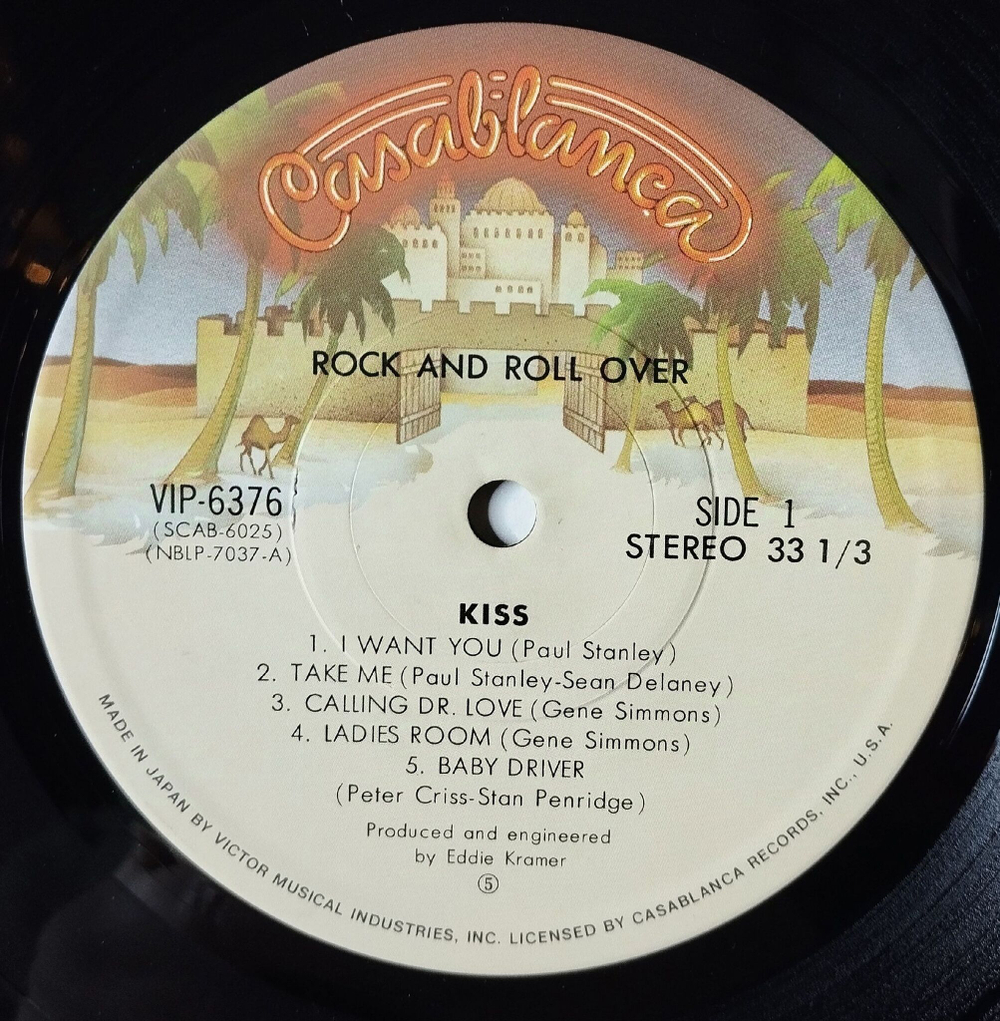 Casablanca
ROCK AND ROLL OVER
VIP-6376
(SCAB-6025)
(NBLP-7037-A)
SIDE 1
STEREO 33 1/3
KISS
1. I WANT YOU (Paul Stanley)
2. TAKE ME (Paul Stanley-Sean Delaney)
3. CALLING DR. LOVE (Gene Simmons)
4. LADIES ROOM (Gene Simmons)
5. BABY DRIVER
(Peter Criss-Stan Penridge)
Produced and engineered
by Eddie Kramer
⑤
MADE IN JAPAN BY VICTOR MUSICAL INDUSTRIES, INC. LICENSED BY CASABLANCA RECORDS, INC., U.S.A.